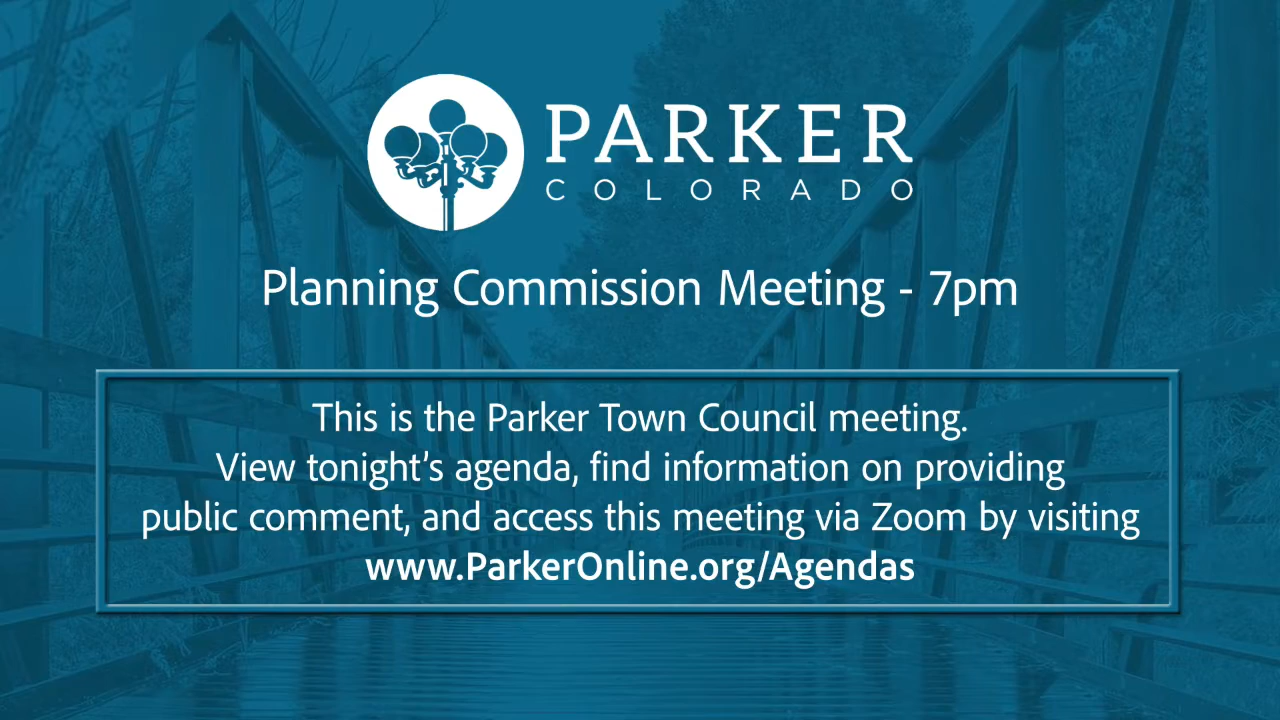 PARKER
COLORADO
Planning Commission Meeting - 7pm
This is the Parker Town Council meeting.
View tonight's agenda, find information on providing
public comment, and access this meeting via Zoom by visiting
www.ParkerOnline.org/Agendas